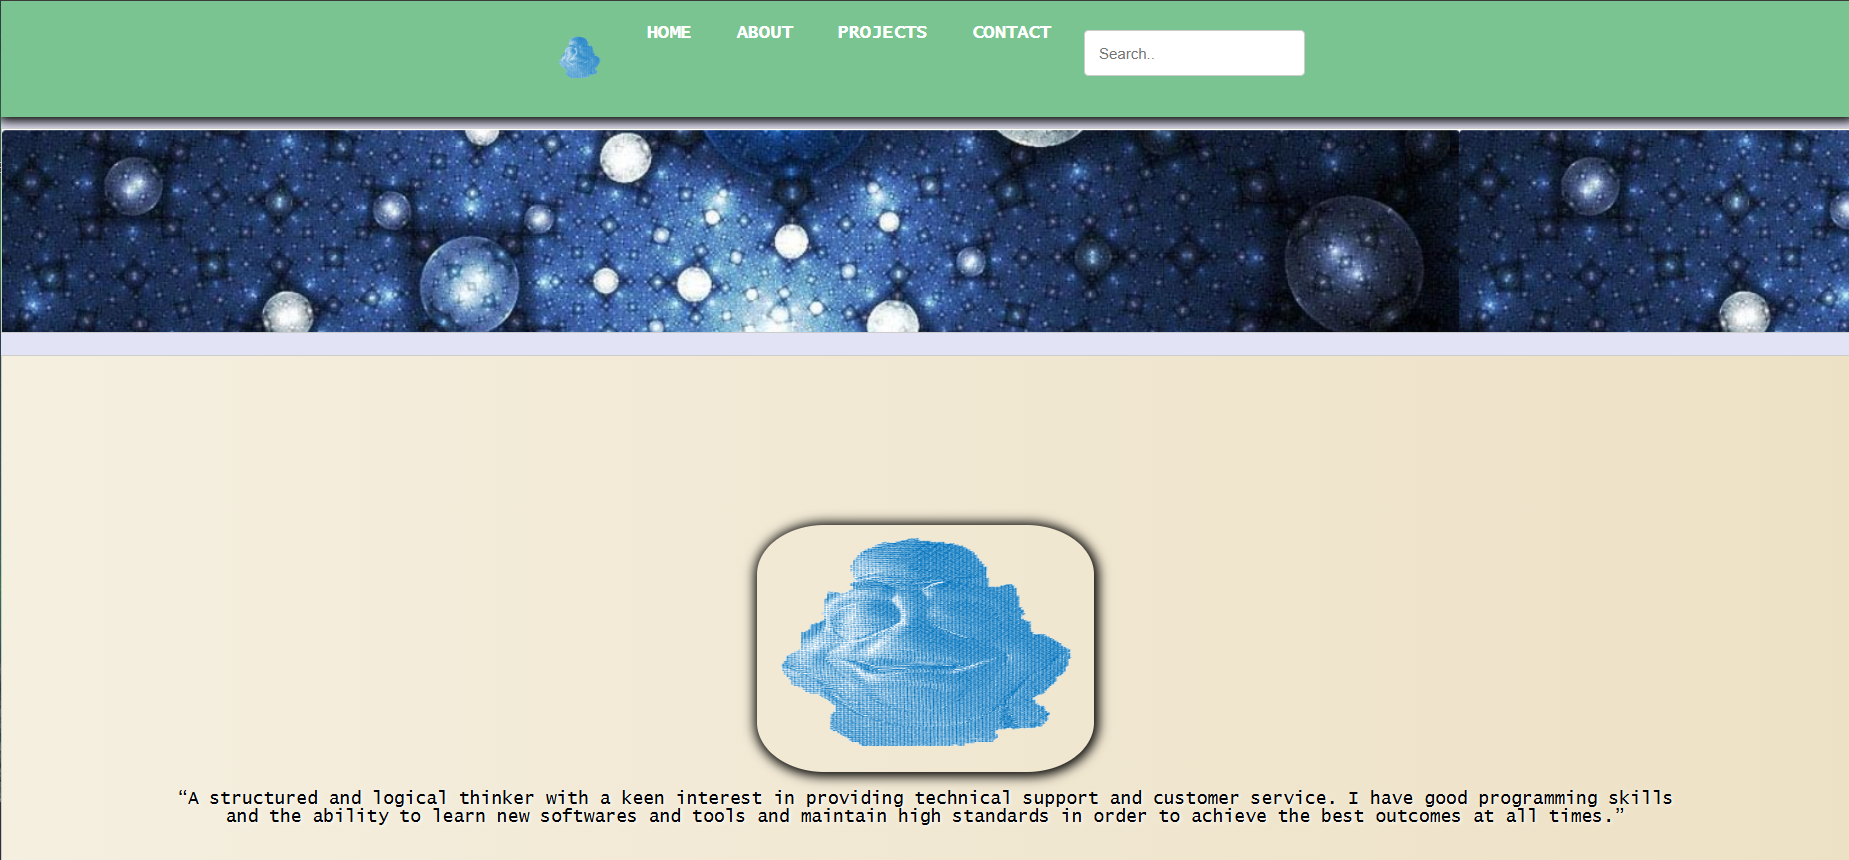 HOME ABOUT PROJECTS CONTACT Search..
“A structured and logical thinker with a keen interest in providing technical support and customer service. I have good programming skills
and the ability to learn new softwares and tools and maintain high standards in order to achieve the best outcomes at all times.”